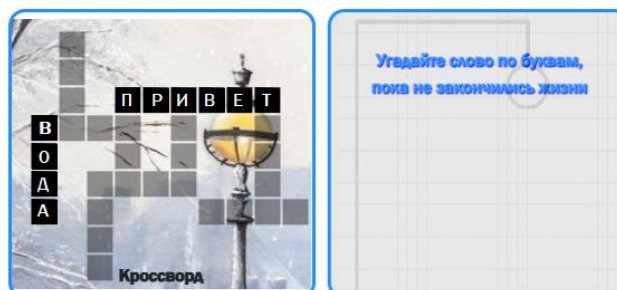 ПРИВЕТ
ВОДА
Кроссворд
Угадайте слово по буквам,
пока не закончились жизни